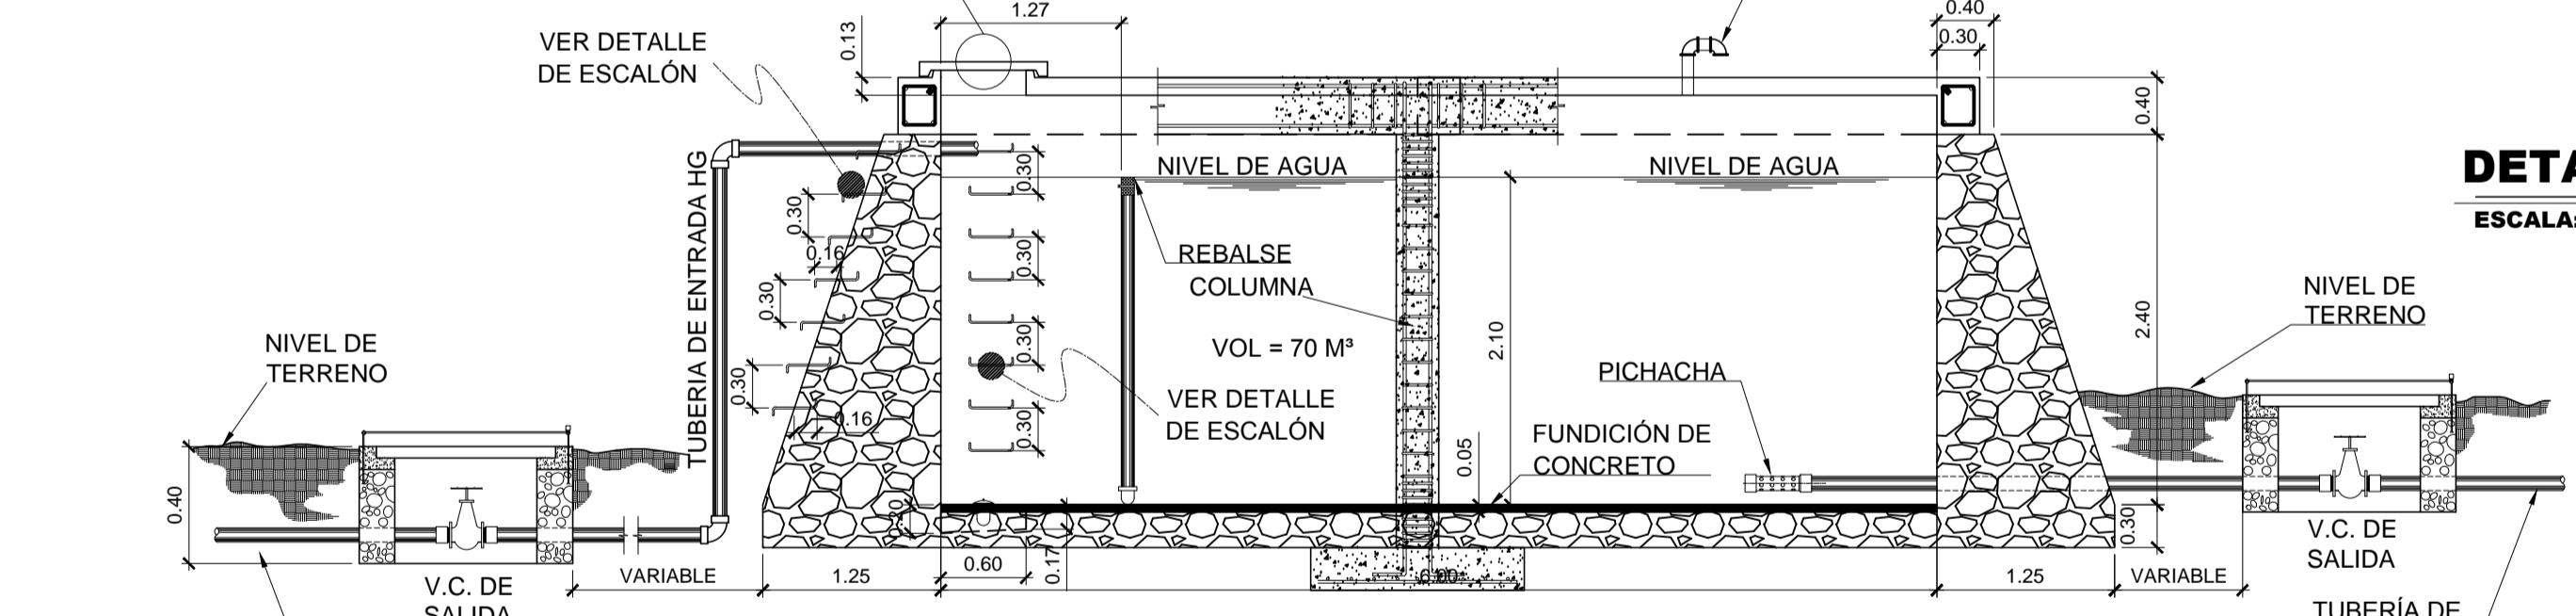 1.27
0.40
0.30
0.13
VER DETALLE
DE ESCALÓN
0.40
TUBERIA DE ENTRADA HG
0.30
NIVEL DE AGUA
NIVEL DE AGUA
DETA
ESCALA:
0.30
0.16
0.30
REBALSE
COLUMNA
0.30
2.10
2.40
NIVEL DE
TERRENO
NIVEL DE
TERRENO
0.30
VOL = 70 M³
PICHACHA
0.30
0.16
VER DETALLE
DE ESCALÓN
0.30
0.05
FUNDICIÓN DE
CONCRETO
0.40
0.30
V.C. DE
SALIDA
0.30
V.C. DE
SALIDA
VARIABLE
1.25
0.60
0.17
6.00
1.25
VARIABLE
TUBERÍA DE